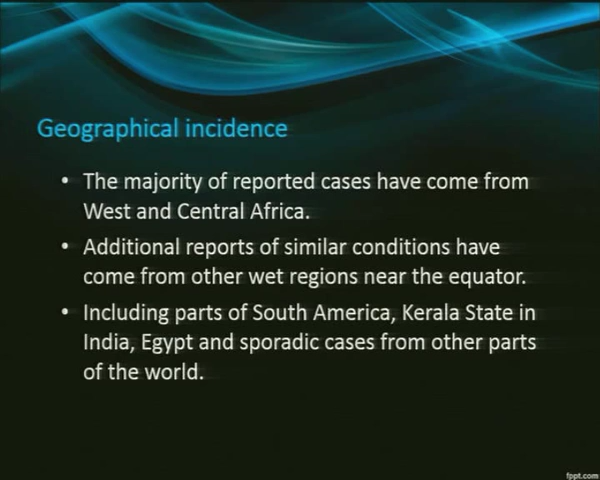 Geographical incidence
• The majority of reported cases have come from
West and Central Africa.
• Additional reports of similar conditions have
come from other wet regions near the equator.
• Including parts of South America, Kerala State in
India, Egypt and sporadic cases from other parts
of the world.
fppt.com